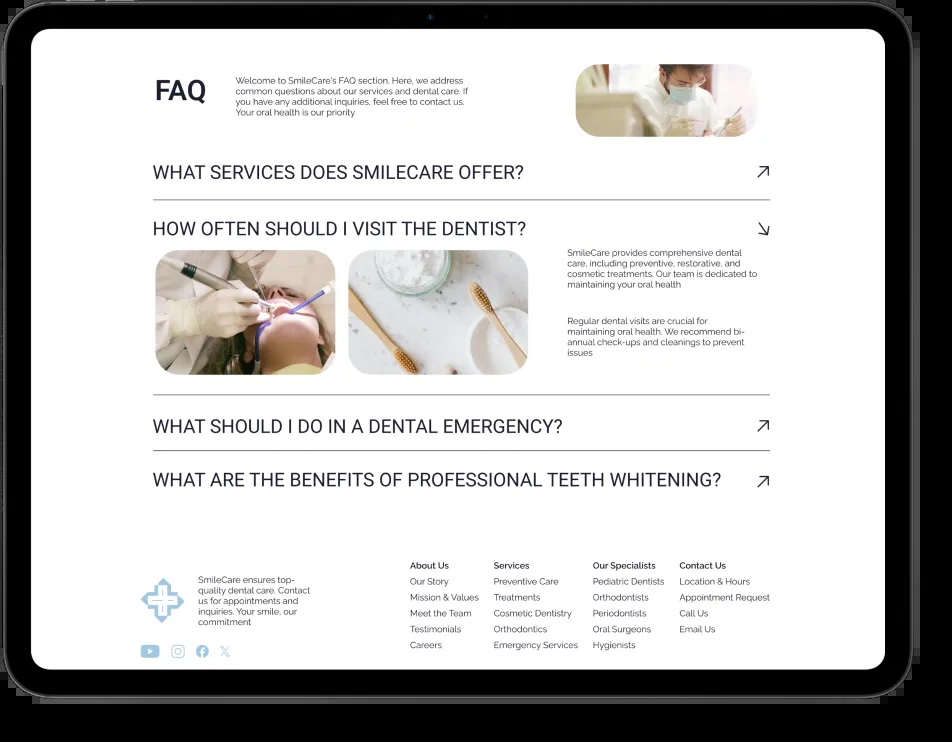 FAQ
Welcome to SmileCare's FAQ section. Here, we address
common questions about our services and dental care. If
you have any additional inquiries, feel free to contact us.
Your oral health is our priority
WHAT SERVICES DOES SMILECARE OFFER?
HOW OFTEN SHOULD I VISIT THE DENTIST?
SmileCare provides comprehensive dental
care, including preventive, restorative, and
cosmetic treatments. Our team is dedicated to
maintaining your oral health
Regular dental visits are crucial for
maintaining oral health. We recommend bi-
annual check-ups and cleanings to prevent
issues
WHAT SHOULD I DO IN A DENTAL EMERGENCY?
WHAT ARE THE BENEFITS OF PROFESSIONAL TEETH WHITENING?
SmileCare ensures top-
quality dental care. Contact
us for appointments and
inquiries. Your smile, our
commitment
About Us
Our Story
Mission & Values
Meet the Team
Testimonials
Careers
Services
Preventive Care
Treatments
Cosmetic Dentistry
Orthodontics
Emergency Services
Our Specialists
Pediatric Dentists
Orthodontists
Periodontists
Oral Surgeons
Hygienists
Contact Us
Location & Hours
Appointment Request
Call Us
Email Us